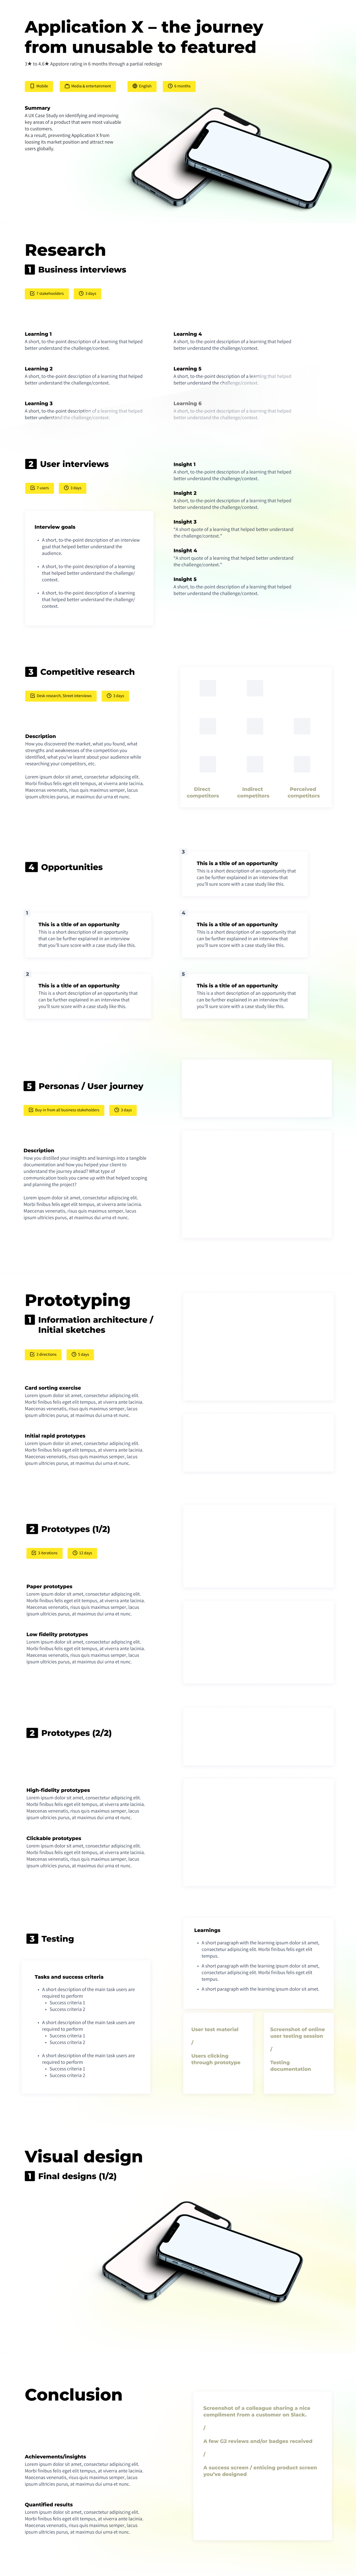 Application X – the journey
from unusable to featured
3★ to 4.6★ Appstore rating in 6 months through a partial redesign
Mobile
Media & entertainment
English
6 months
Summary
A UX Case Study on identifying and improving
key areas of a product that were most valuable
to customers.
As a result, preventing Application X from
loosing its market position and attract new
users globally.
Research
1 Business interviews
7 stakeholders
3 days
Learning 1
A short, to-the-point description of a learning that helped
better understand the challenge/context.
Learning 2
A short, to-the-point description of a learning that helped
better understand the challenge/context.
Learning 3
A short, to-the-point description of a learning that helped
better understand the challenge/context.
Learning 4
A short, to-the-point description of a learning that helped
better understand the challenge/context.
Learning 5
A short, to-the-point description of a learning that helped
better understand the challenge/context.
Learning 6
A short, to-the-point description of a learning that helped
better understand the challenge/context.
2 User interviews
7 users
3 days
Interview goals
• A short, to-the-point description of an interview
goal that helped better understand the
audience.
• A short, to-the-point description of a learning
that helped better understand the challenge/
context.
• A short, to-the-point description of a learning
that helped better understand the challenge/
context.
Insight 1
A short, to-the-point description of a learning that helped
better understand the challenge/context.
Insight 2
A short, to-the-point description of a learning that helped
better understand the challenge/context.
Insight 3
“A short quote of a learning that helped better understand
the challenge/context.”
Insight 4
“A short quote of a learning that helped better understand
the challenge/context.”
Insight 5
A short, to-the-point description of a learning that helped
better understand the challenge/context.
3 Competitive research
Desk research, Street interviews
3 days
Description
How you discovered the market, what you found, what
strengths and weaknesses of the competition you
identified, what you've learnt about your audience while
researching your competitors, etc.
Lorem ipsum dolor sit amet, consectetur adipiscing elit.
Morbi finibus felis eget elit tempus, at viverra ante lacinia.
Maecenas venenatis, risus quis maximus semper, lacus
ipsum ultricies purus, at maximus dui urna et nunc.
Direct
competitors
Indirect
competitors
Perceived
competitors
4 Opportunities
1
This is a title of an opportunity
This is a short description of an opportunity
that can be further explained in an interview
that you'll sure score with a case study like this.
2
This is a title of an opportunity
This is a short description of an opportunity that
can be further explained in an interview that
you'll sure score with a case study like this.
3
This is a title of an opportunity
This is a short description of an opportunity that
can be further explained in an interview that
you'll sure score with a case study like this.
4
This is a title of an opportunity
This is a short description of an opportunity that
can be further explained in an interview that
you'll sure score with a case study like this.
5
This is a title of an opportunity
This is a short description of an opportunity that
can be further explained in an interview that
you'll sure score with a case study like this.
5 Personas / User journey
Buy-in from all business stakeholders
3 days
Description
How you distilled your insights and learnings into a tangible
documentation and how you helped your client to
understand the journey ahead? What type of
communication tools you came up with that helped scoping
and planning the project?
Lorem ipsum dolor sit amet, consectetur adipiscing elit.
Morbi finibus felis eget elit tempus, at viverra ante lacinia.
Maecenas venenatis, risus quis maximus semper, lacus
ipsum ultricies purus, at maximus dui urna et nunc.
Prototyping
1 Information architecture /
Initial sketches
3 directions
5 days
Card sorting exercise
Lorem ipsum dolor sit amet, consectetur adipiscing elit.
Morbi finibus felis eget elit tempus, at viverra ante lacinia.
Maecenas venenatis, risus quis maximus semper, lacus
ipsum ultricies purus, at maximus dui urna et nunc.
Initial rapid prototypes
Lorem ipsum dolor sit amet, consectetur adipiscing elit.
Morbi finibus felis eget elit tempus, at viverra ante lacinia.
Maecenas venenatis, risus quis maximus semper, lacus
ipsum ultricies purus, at maximus dui urna et nunc.
2 Prototypes (1/2)
3 iterations
12 days
Paper prototypes
Lorem ipsum dolor sit amet, consectetur adipiscing elit.
Morbi finibus felis eget elit tempus, at viverra ante lacinia.
Maecenas venenatis, risus quis maximus semper, lacus
ipsum ultricies purus, at maximus dui urna et nunc.
Low fidelity prototypes
Lorem ipsum dolor sit amet, consectetur adipiscing elit.
Morbi finibus felis eget elit tempus, at viverra ante lacinia.
Maecenas venenatis, risus quis maximus semper, lacus
ipsum ultricies purus, at maximus dui urna et nunc.
2 Prototypes (2/2)
High-fidelity prototypes
Lorem ipsum dolor sit amet, consectetur adipiscing elit.
Morbi finibus felis eget elit tempus, at viverra ante lacinia.
Maecenas venenatis, risus quis maximus semper, lacus
ipsum ultricies purus, at maximus dui urna et nunc.
Clickable prototypes
Lorem ipsum dolor sit amet, consectetur adipiscing elit.
Morbi finibus felis eget elit tempus, at viverra ante lacinia.
Maecenas venenatis, risus quis maximus semper, lacus
ipsum ultricies purus, at maximus dui urna et nunc.
3 Testing
Tasks and success criteria
• A short description of the main task users are
required to perform
• Success criteria 1
• Success criteria 2
• A short description of the main task users are
required to perform
• Success criteria 1
• Success criteria 2
• A short description of the main task users are
required to perform
• Success criteria 1
• Success criteria 2
Learnings
• A short paragraph with the learning ipsum dolor sit amet,
consectetur adipiscing elit. Morbi finibus felis eget elit
tempus.
• A short paragraph with the learning ipsum dolor sit amet,
consectetur adipiscing elit. Morbi finibus felis eget elit
tempus.
• A short paragraph with the learning ipsum dolor sit amet.
User test material
/
Users clicking
through prototype
Screenshot of online
user testing session
/
Testing
documentation
Visual design
1 Final designs (1/2)
Conclusion
Achievements/insights
Lorem ipsum dolor sit amet, consectetur adipiscing elit.
Morbi finibus felis eget elit tempus, at viverra ante lacinia.
Maecenas venenatis, risus quis maximus semper, lacus
ipsum ultricies purus, at maximus dui urna et nunc.
Quantified results
Lorem ipsum dolor sit amet, consectetur adipiscing elit.
Morbi finibus felis eget elit tempus, at viverra ante lacinia.
Maecenas venenatis, risus quis maximus semper, lacus
ipsum ultricies purus, at maximus dui urna et nunc.
Screenshot of a colleague sharing a nice
compliment from a customer on Slack.
/
A few G2 reviews and/or badges received
/
A success screen / enticing product screen
you've designed